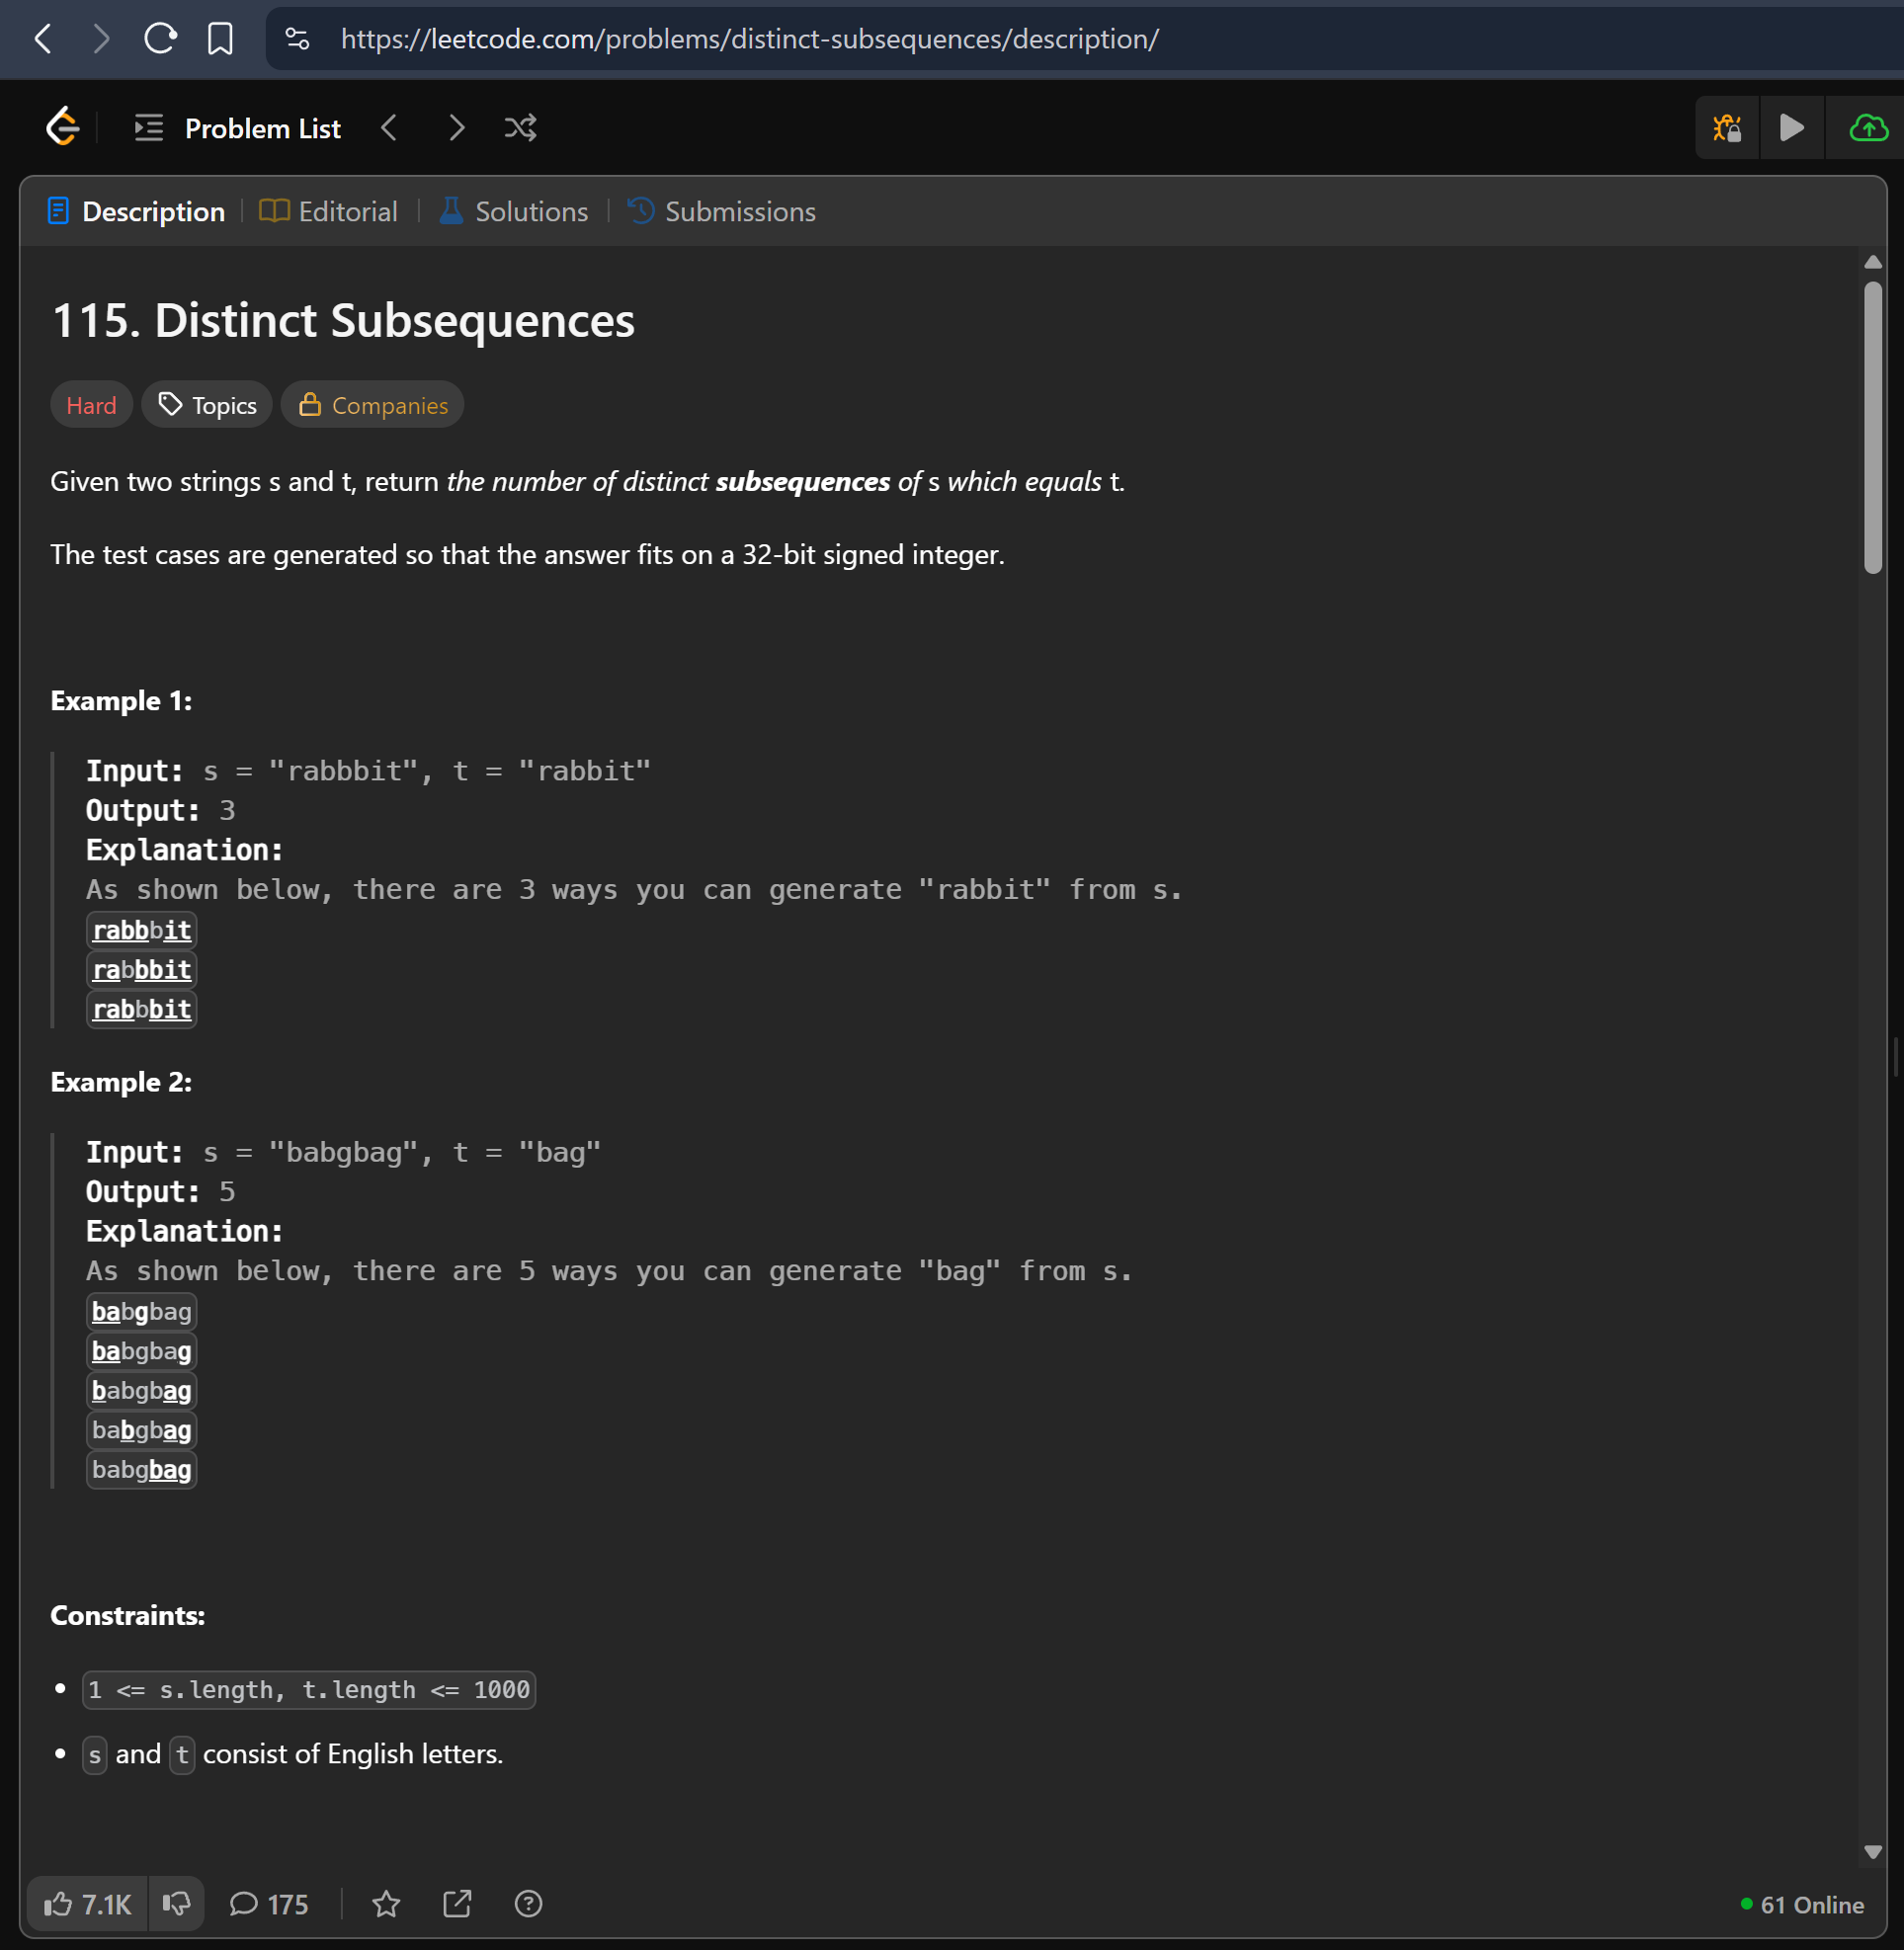 https://leetcode.com/problems/distinct-subsequences/description/
Problem List
Description | Editorial | Solutions | Submissions
115. Distinct Subsequences
Hard Topics Companies
Given two strings s and t, return the number of distinct subsequences of s which equals t.
The test cases are generated so that the answer fits on a 32-bit signed integer.
Example 1:
Input: s = "rabbbit", t = "rabbit"
Output: 3
Explanation:
As shown below, there are 3 ways you can generate "rabbit" from s.
rabbbit
rabbbit
rabbbit
Example 2:
Input: s = "babgbag", t = "bag"
Output: 5
Explanation:
As shown below, there are 5 ways you can generate "bag" from s.
babgbag
babgbag
babgbag
babgbag
babgbag
Constraints:
• 1 <= s.length, t.length <= 1000
• s and t consist of English letters.
7.1K 175 61 Online